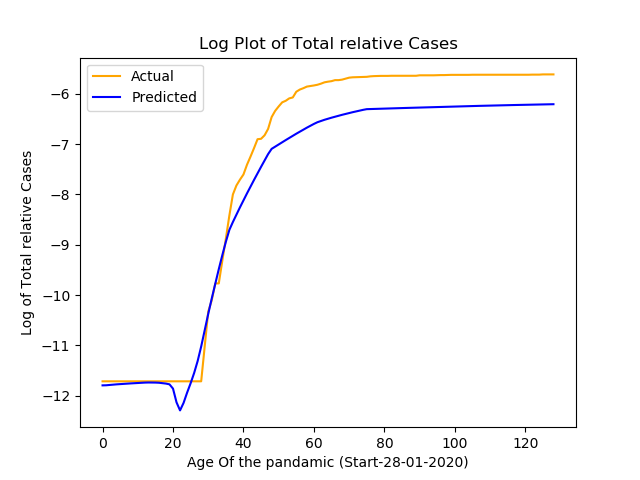 Log Plot of Total relative Cases
Actual
Predicted
Log of Total relative Cases
−6
−7
−8
−9
−10
−11
−12
0 20 40 60 80 100 120
Age Of the pandamic (Start-28-01-2020)